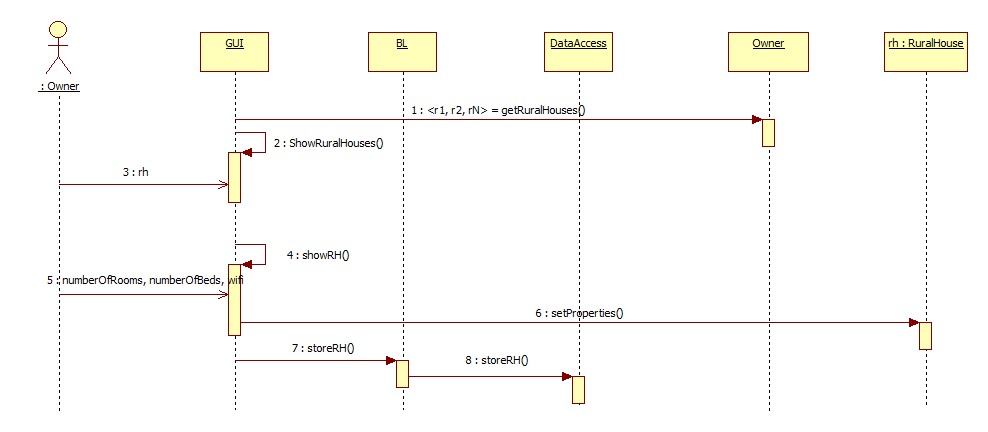 GUI
BL
DataAccess
Owner
rh : RuralHouse
: Owner
1 : <r1, r2, rN> = getRuralHouses()
2 : ShowRuralHouses()
3 : rh
4 : showRH()
5 : numberOfRooms, numberOfBeds, wifi
6 : setProperties()
7 : storeRH()
8 : storeRH()